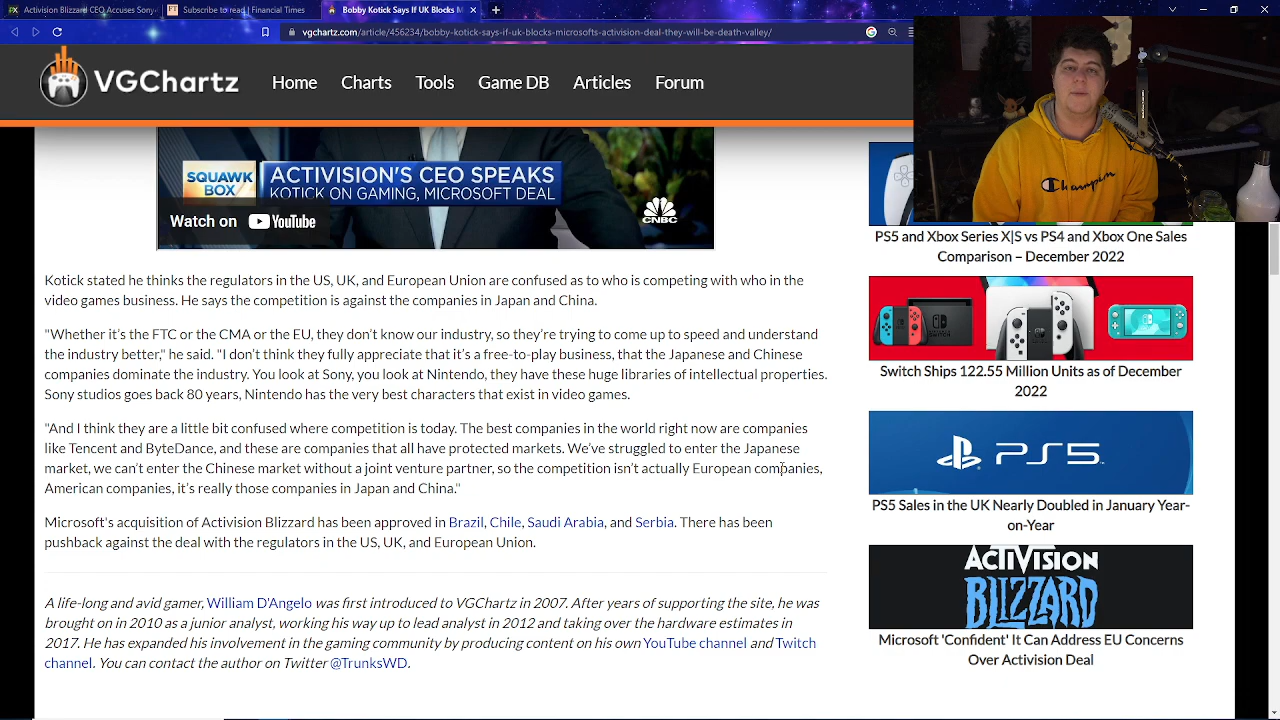 Activision Blizzard CEO Accuses Sony
Subscribe to read | Financial Times
Bobby Kotick Says If UK Blocks M
vgchartz.com/article/456234/bobby-kotick-says-if-uk-blocks-microsofts-activision-deal-they-will-be-death-valley/
VGChartz
Home
Charts
Tools
Game DB
Articles
Forum
SQUAWK BOX
ACTIVISION'S CEO SPEAKS
KOTICK ON GAMING, MICROSOFT DEAL
Watch on YouTube
CNBC
Kotick stated he thinks the regulators in the US, UK, and European Union are confused as to who is competing with who in the
video games business. He says the competition is against the companies in Japan and China.
"Whether it's the FTC or the CMA or the EU, they don't know our industry, so they're trying to come up to speed and understand
the industry better," he said. "I don't think they fully appreciate that it's a free-to-play business, that the Japanese and Chinese
companies dominate the industry. You look at Sony, you look at Nintendo, they have these huge libraries of intellectual properties.
Sony studios goes back 80 years, Nintendo has the very best characters that exist in video games.
"And I think they are a little bit confused where competition is today. The best companies in the world right now are companies
like Tencent and ByteDance, and these are companies that all have protected markets. We've struggled to enter the Japanese
market, we can't enter the Chinese market without a joint venture partner, so the competition isn't actually European companies,
American companies, it's really those companies in Japan and China."
Microsoft's acquisition of Activision Blizzard has been approved in Brazil, Chile, Saudi Arabia, and Serbia. There has been
pushback against the deal with the regulators in the US, UK, and European Union.
A life-long and avid gamer, William D'Angelo was first introduced to VGChartz in 2007. After years of supporting the site, he was
brought on in 2010 as a junior analyst, working his way up to lead analyst in 2012 and taking over the hardware estimates in
2017. He has expanded his involvement in the gaming community by producing content on his own YouTube channel and Twitch
channel. You can contact the author on Twitter @TrunksWD.
Champion
PS5 and Xbox Series X|S vs PS4 and Xbox One Sales
Comparison – December 2022
Switch Ships 122.55 Million Units as of December
2022
PS5
PS5 Sales in the UK Nearly Doubled in January Year-
on-Year
ACTIVISION
BLIZZARD
Microsoft 'Confident' It Can Address EU Concerns
Over Activision Deal